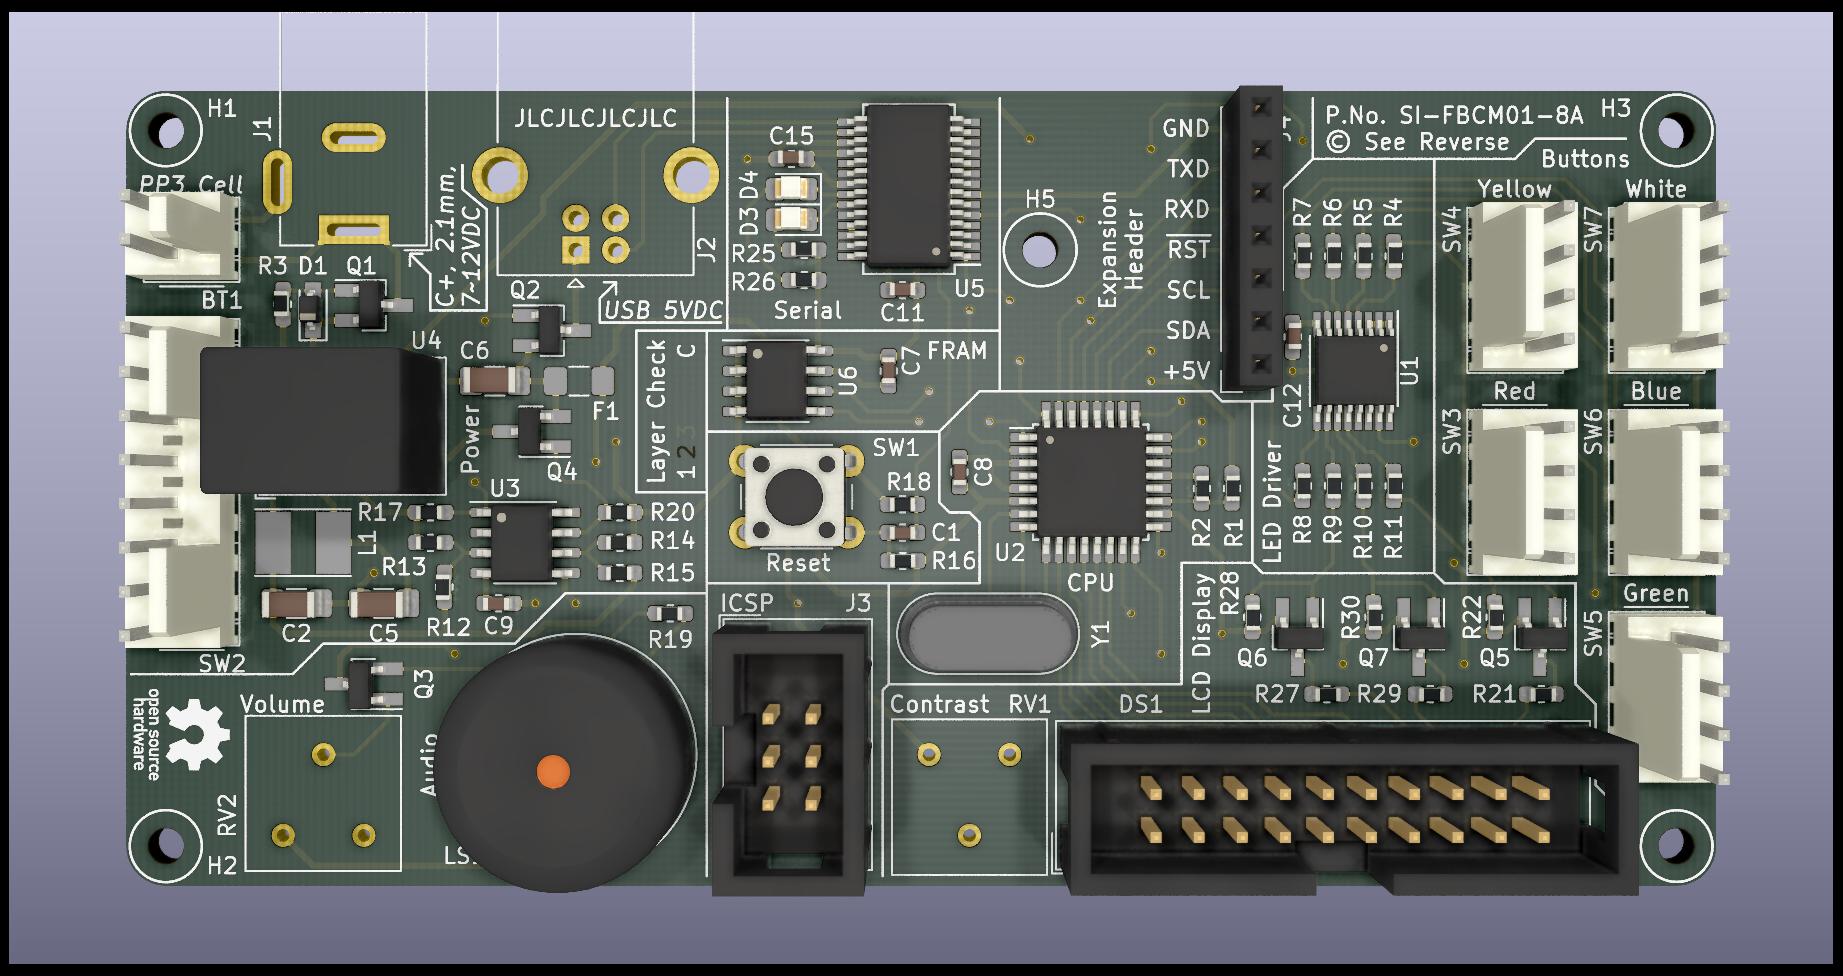 H1
J1
PP3 Cell
C+, 2.1mm,
7~12VDC
R3 D1 Q1
BT1
JLCJLCJLCJLC
J2
USB 5VDC
Q2
C15
D4
D3
R25
R26
Serial
C11
U5
H5
Expansion
Header
GND
TXD
RXD
RST
SCL
SDA
+5V
P.No. SI-FBCM01-8A
© See Reverse
H3
Buttons
Yellow
White
SW4
SW7
R7
R6
R5
R4
U1
C12
Red
Blue
SW3
SW6
LED Driver
R8
R9
R10
R11
Green
SW5
U4
C6
F1
Power
Q4
Layer Check
1 2 3 C
U6
C7
FRAM
SW1
R18
C1
R16
Reset
C8
U2
CPU
R2
R1
U3
R17
L1
R13
R20
R14
R15
C2
C5
R12
C9
R19
SW2
ICSP
J3
Y1
LCD Display
R28
R30
R22
Q6
Q7
Q5
R27
R29
R21
open source
hardware
Volume
Q3
RV2
H2
Audio
Contrast RV1
DS1